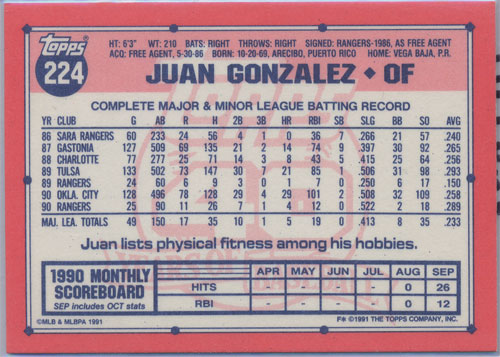 Topps
224
HT: 6'3" WT: 210 BATS: RIGHT THROWS: RIGHT SIGNED: RANGERS-1986, AS FREE AGENT
ACQ: FREE AGENT, 5-30-86 BORN: 10-20-69, ARECIBO, PUERTO RICO HOME: VEGA BAJA, P.R.
JUAN GONZALEZ • OF
COMPLETE MAJOR & MINOR LEAGUE BATTING RECORD
YR CLUB G AB R H 2B 3B HR RBI SB SLG BB SO AVG
86 SARA RANGERS 60 233 24 56 4 1 0 36 7 .266 21 57 .240
87 GASTONIA 127 509 69 135 21 2 14 74 9 .397 30 92 .265
88 CHARLOTTE 77 277 25 71 14 3 8 43 5 .415 25 64 .256
89 TULSA 133 502 73 147 30 7 21 85 1 .506 31 98 .293
89 RANGERS 24 60 6 9 3 0 1 7 0 .250 6 17 .150
90 OKLA. CITY 128 496 78 128 29 4 29 101 2 .508 32 109 .258
90 RANGERS 25 90 11 26 7 1 4 12 0 .522 2 18 .289
MAJ. LEA. TOTALS 49 150 17 35 10 1 5 19 0 .413 8 35 .233
Juan lists physical fitness among his hobbies.
1990 MONTHLY SCOREBOARD
SEP includes OCT stats
APR MAY JUN JUL AUG SEP
HITS 0 26
RBI 0 12
©MLB & MLBPA 1991 F* ©1991 THE TOPPS COMPANY, INC.
TOPPS
40
YEARS OF BASEBALL